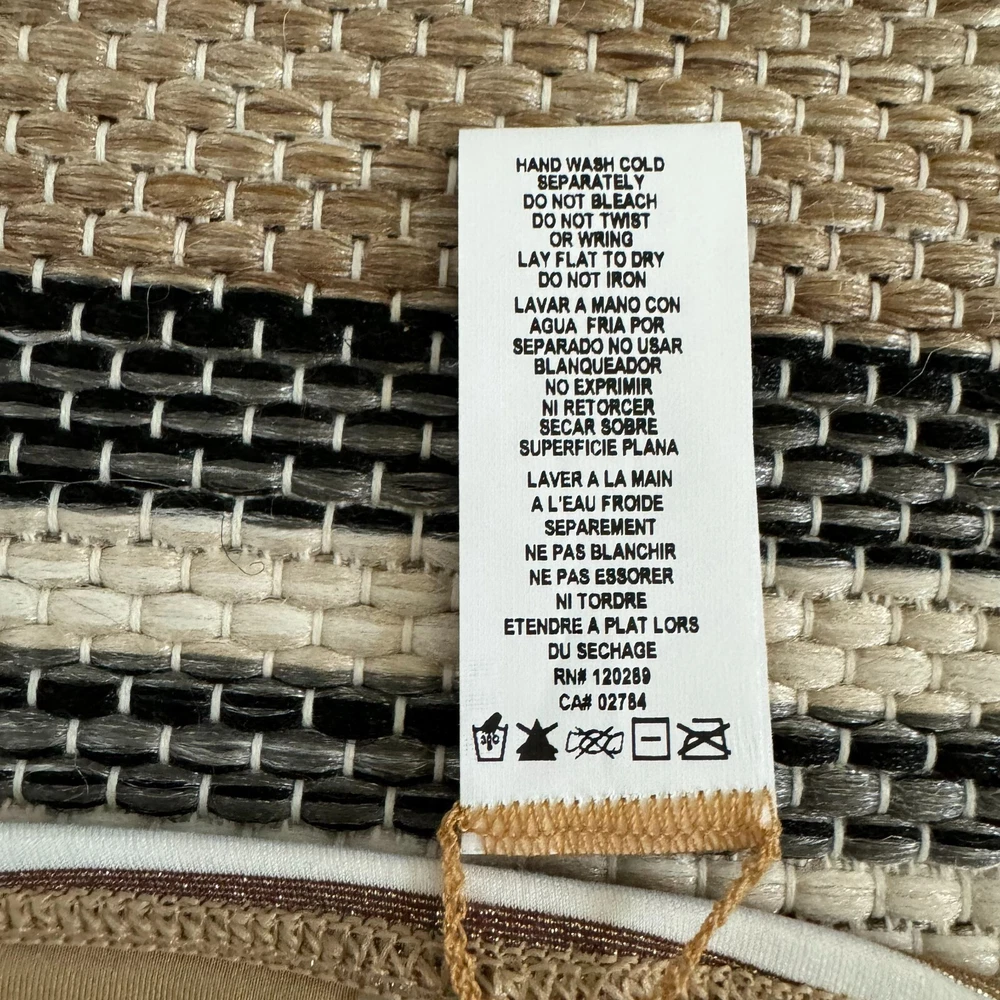 HAND WASH COLD
SEPARATELY
DO NOT BLEACH
DO NOT TWIST
OR WRING
LAY FLAT TO DRY
DO NOT IRON
LAVAR A MANO CON
AGUA FRIA POR
SEPARADO NO USAR
BLANQUEADOR
NO EXPRIMIR
NI RETORCER
SECAR SOBRE
SUPERFICIE PLANA
LAVER A LA MAIN
A L'EAU FROIDE
SEPAREMENT
NE PAS BLANCHIR
NE PAS ESSORER
NI TORDRE
ETENDRE A PLAT LORS
DU SECHAGE
RN# 120289
CA# 02784